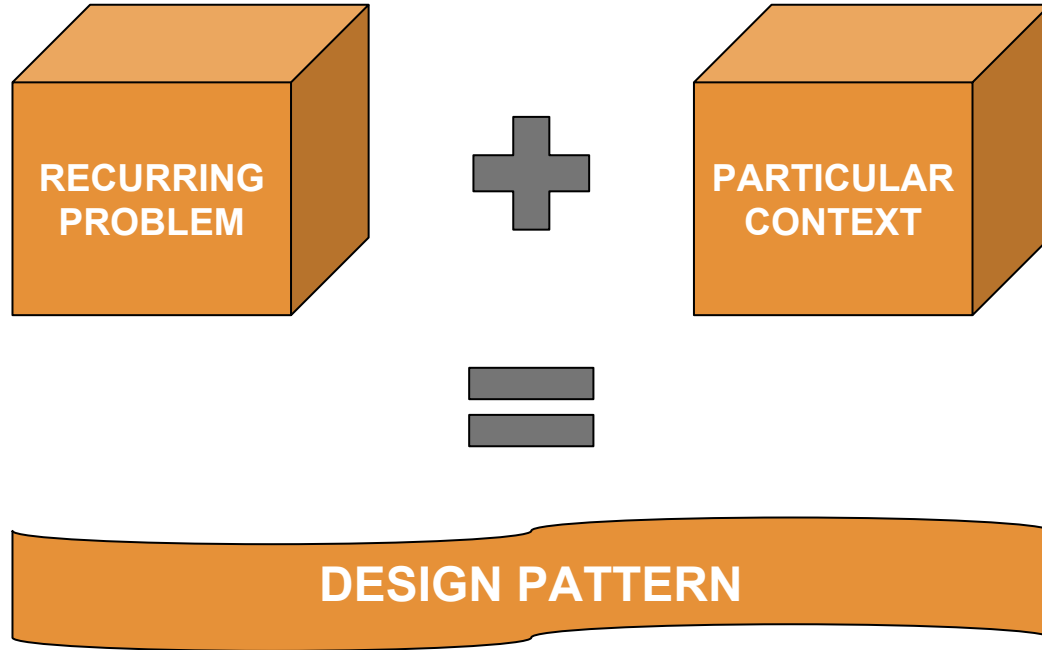 RECURRING
PROBLEM
PARTICULAR
CONTEXT
DESIGN PATTERN